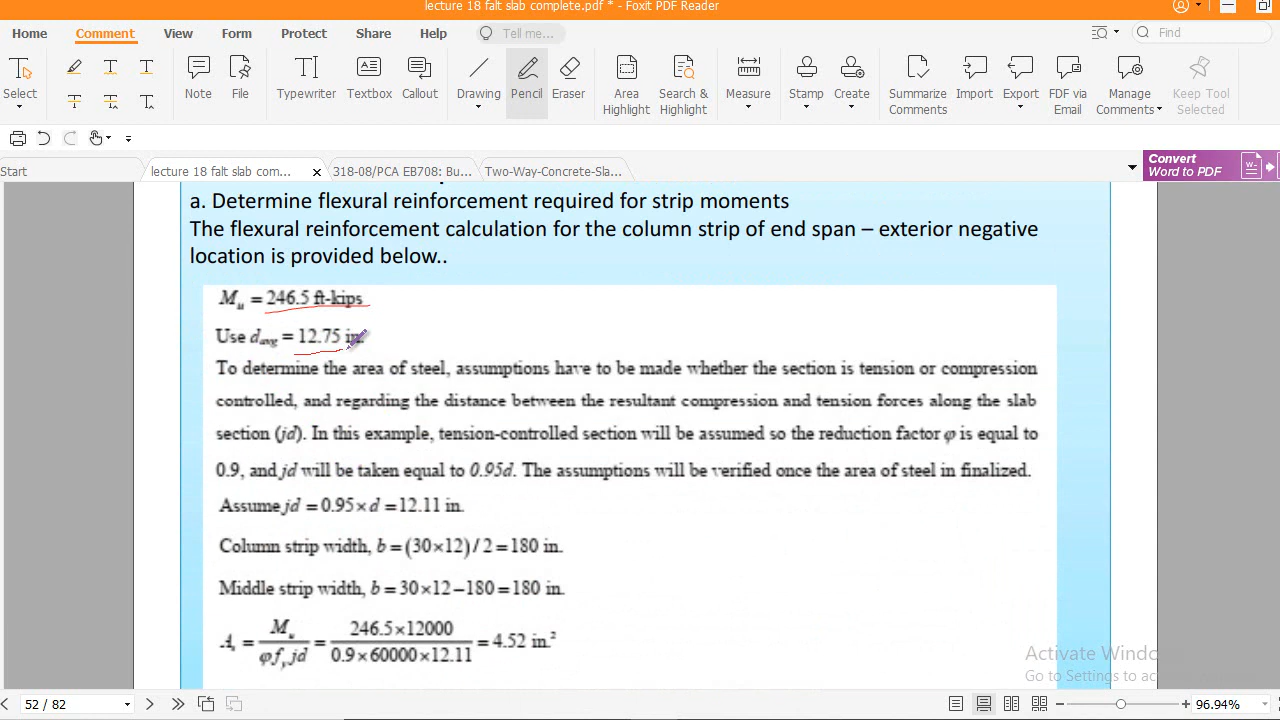 lecture 18 falt slab complete.pdf * - Foxit PDF Reader
Home Comment View Form Protect Share Help Tell me... Find
Select Note File Typewriter Textbox Callout Drawing Pencil Eraser Area Highlight Search & Highlight Measure Stamp Create Summarize Comments Import Export FDF via Email Manage Comments Keep Tool Selected
Start lecture 18 falt slab com... 318-08/PCA EB708: Bu... Two-Way-Concrete-Sla... Convert Word to PDF
a. Determine flexural reinforcement required for strip moments
The flexural reinforcement calculation for the column strip of end span – exterior negative
location is provided below..
Mu = 246.5 ft-kips
Use davg = 12.75 in.
To determine the area of steel, assumptions have to be made whether the section is tension or compression
controlled, and regarding the distance between the resultant compression and tension forces along the slab
section (jd). In this example, tension-controlled section will be assumed so the reduction factor φ is equal to
0.9, and jd will be taken equal to 0.95d. The assumptions will be verified once the area of steel in finalized.
Assume jd = 0.95 × d = 12.11 in.
Column strip width, b = (30×12) / 2 = 180 in.
Middle strip width, b = 30×12 – 180 = 180 in.
As = Mu / φfyjd = 246.5×12000 / 0.9×60000×12.11 = 4.52 in.²
Activate Windo
Go to Settings to ac
52 / 82 96.94%